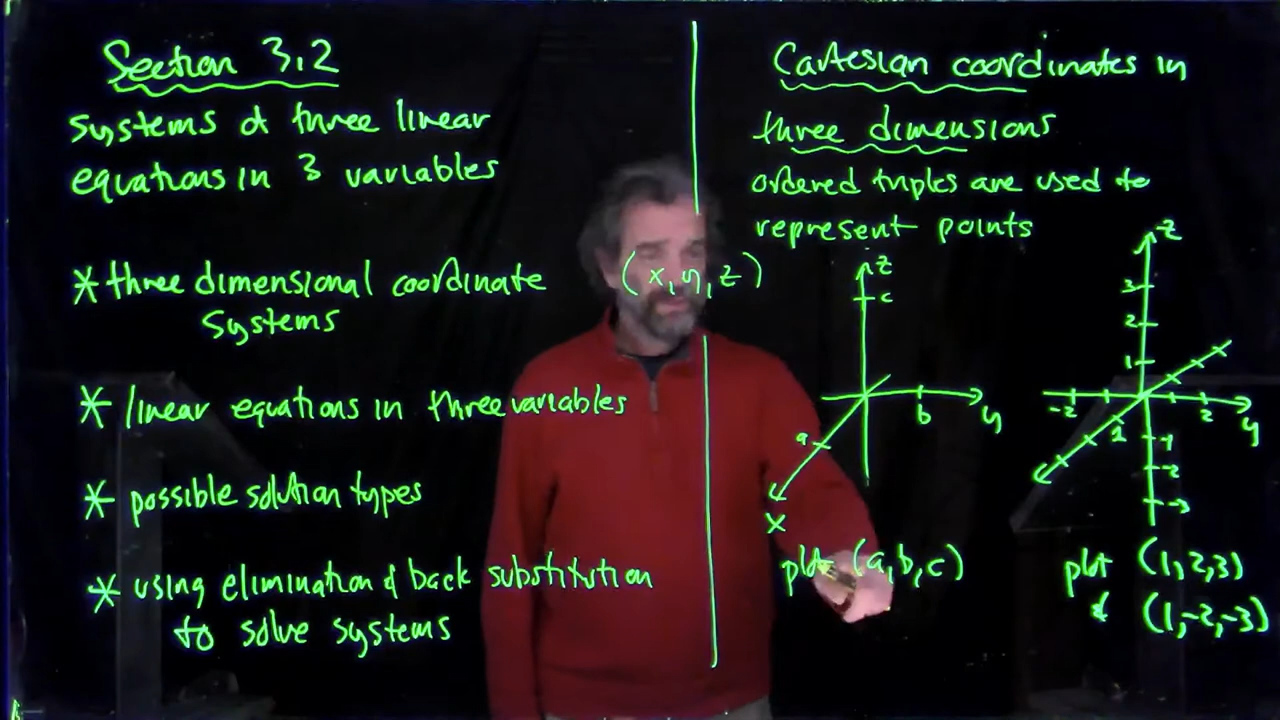 Section 3.2
systems of three linear
equations in 3 variables
* three dimensional coordinate
systems
* linear equations in three variables
* possible solution types
* using elimination & back substitution
to solve systems
Cartesian coordinates in
three dimensions
ordered triples are used to
represent points
(x, y, z)
z
c
b
y
a
x
plot (a, b, c)
z
3
2
1
-2
2
y
1
-1
-2
-3
plot (1, 2, 3)
& (1, -2, -3)